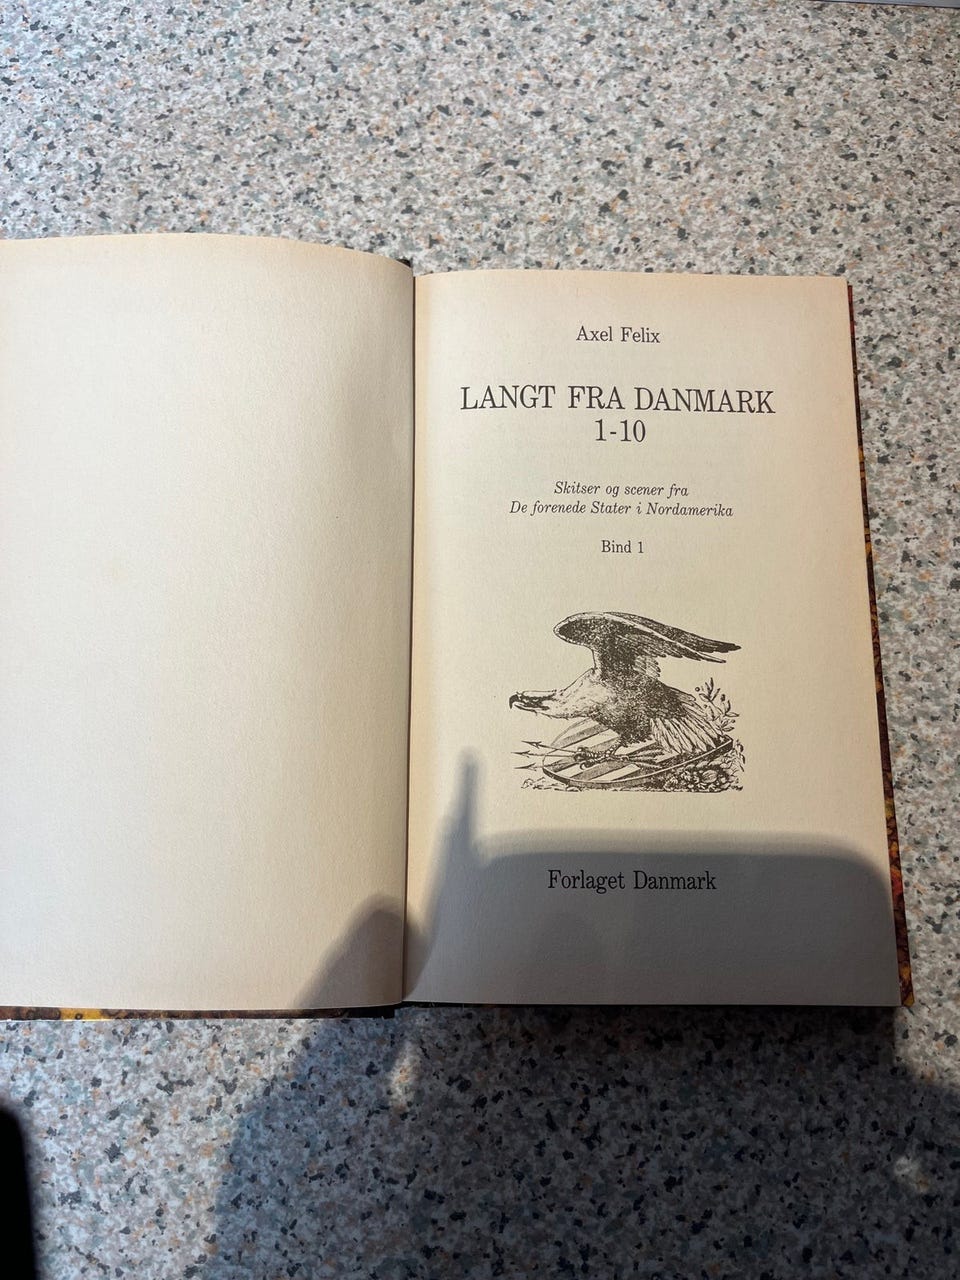 Axel Felix
LANGT FRA DANMARK
1-10
Skitser og scener fra
De forenede Stater i Nordamerika
Bind 1
Forlaget Danmark